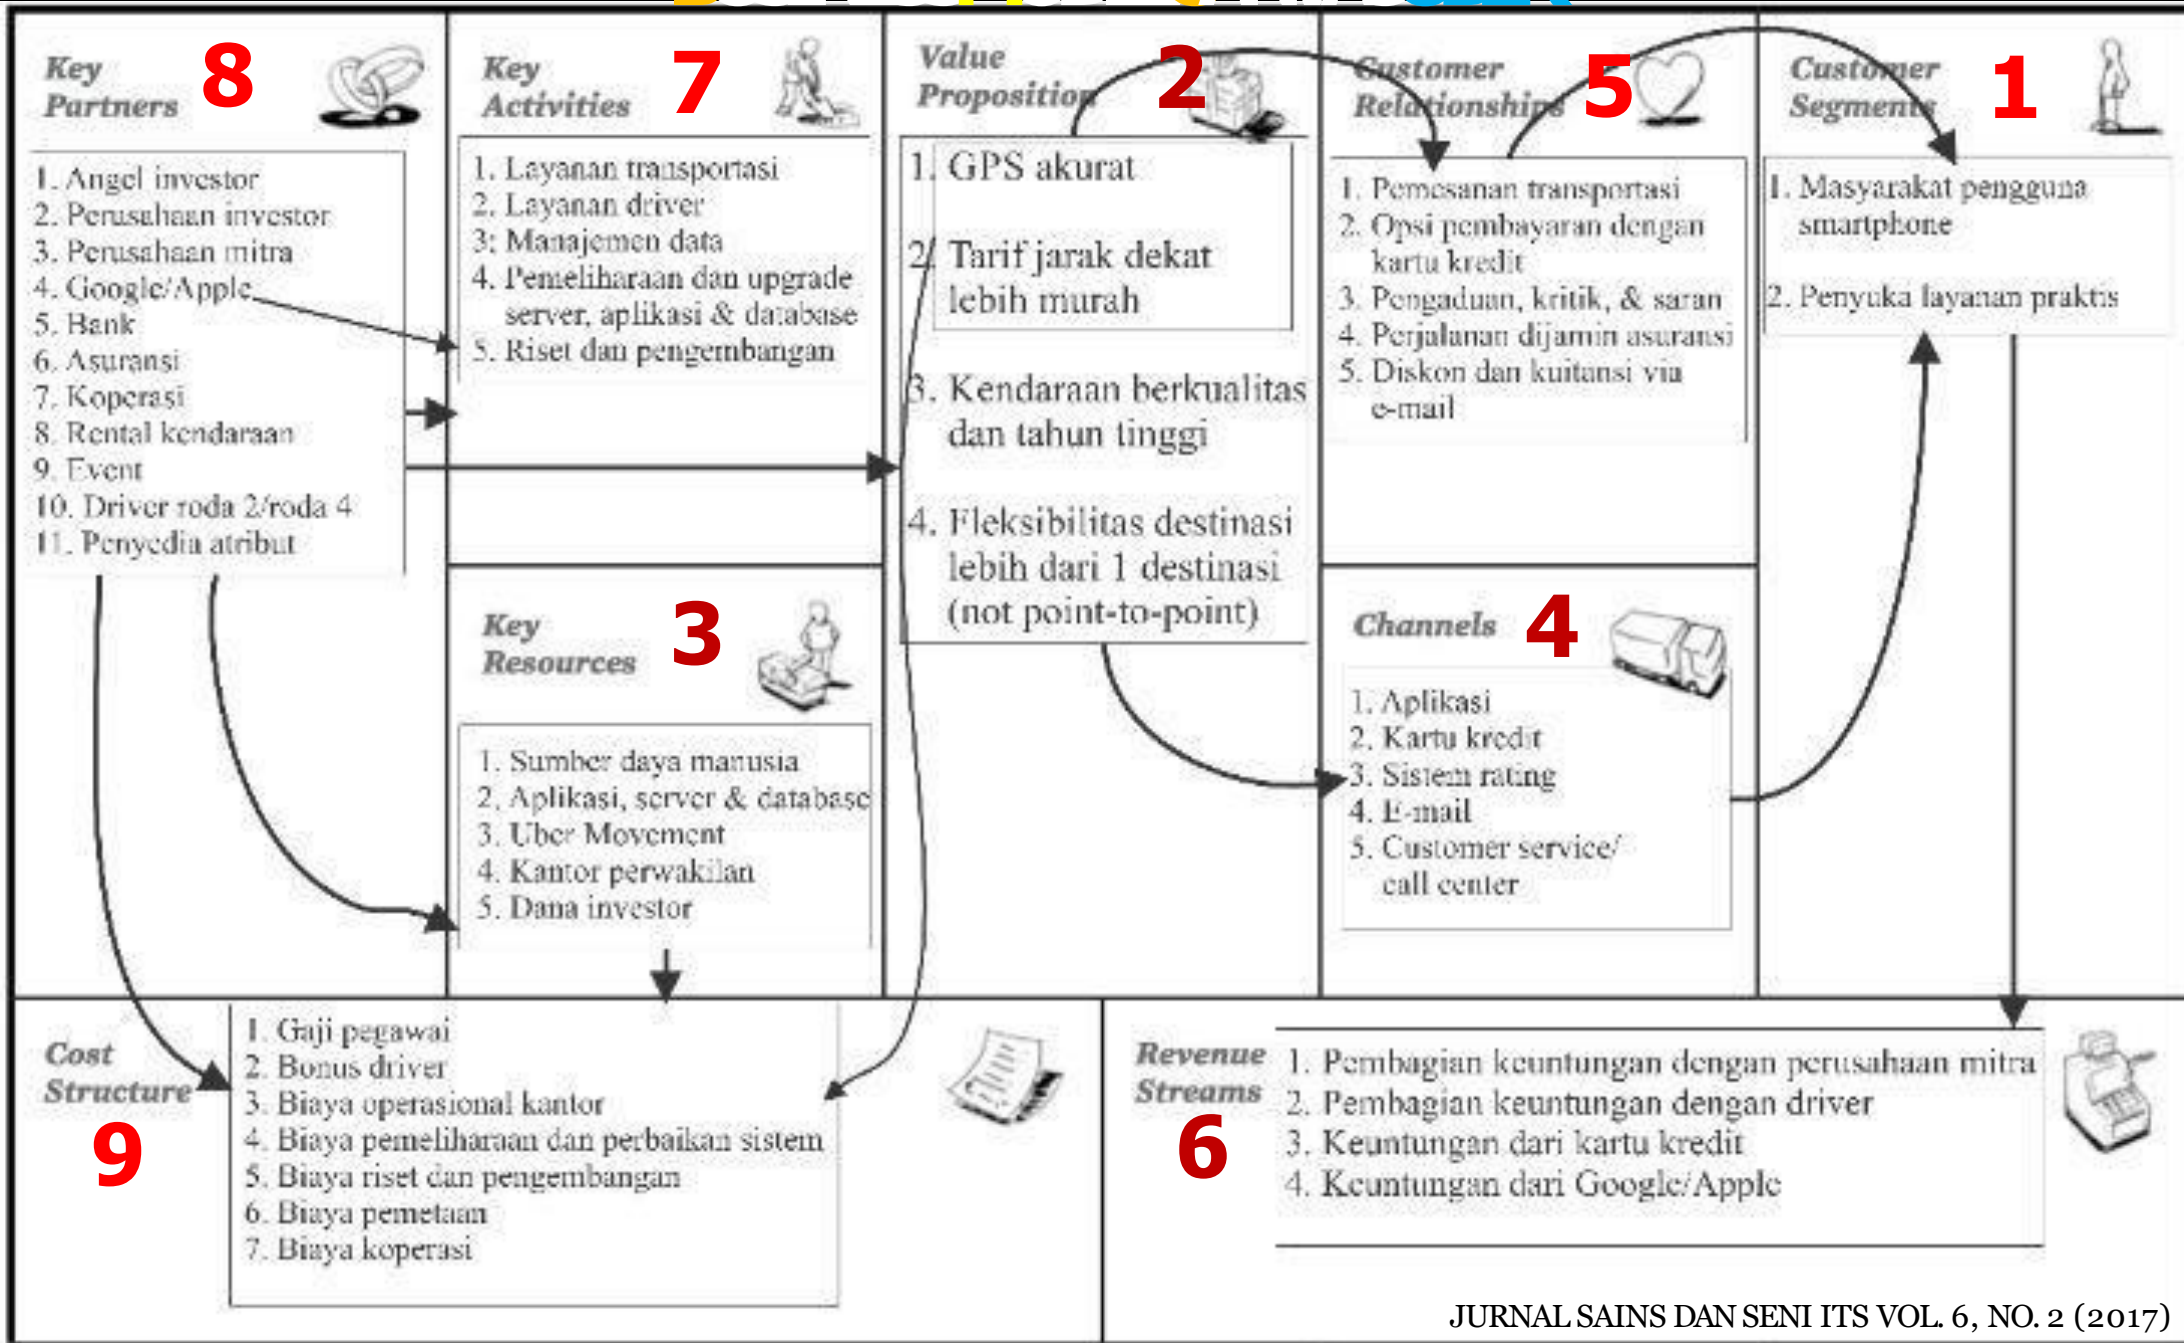 Key
Partners
8
1. Angel investor
2. Perusahaan investor
3. Perusahaan mitra
4. Google/Apple
5. Bank
6. Asuransi
7. Koperasi
8. Rental kendaraan
9. Event
10. Driver roda 2/roda 4
11. Penyedia atribut
Key
Activities
7
1. Layanan transportasi
2. Layanan driver
3. Manajemen data
4. Pemeliharaan dan upgrade
server, aplikasi & database
5. Riset dan pengembangan
Key
Resources
3
1. Sumber daya manusia
2. Aplikasi, server & database
3. Uber Movement
4. Kantor perwakilan
5. Dana investor
Value
Proposition
2
1. GPS akurat
2. Tarif jarak dekat
lebih murah
3. Kendaraan berkualitas
dan tahun tinggi
4. Fleksibilitas destinasi
lebih dari 1 destinasi
(not point-to-point)
Customer
Relationships
5
1. Pemesanan transportasi
2. Opsi pembayaran dengan
kartu kredit
3. Pengaduan, kritik, & saran
4. Perjalanan dijamin asuransi
5. Diskon dan kuitansi via
e-mail
Channels
4
1. Aplikasi
2. Kartu kredit
3. Sistem rating
4. E-mail
5. Customer service/
call center
Customer
Segments
1
1. Masyarakat pengguna
smartphone
2. Penyuka layanan praktis
Cost
Structure
9
1. Gaji pegawai
2. Bonus driver
3. Biaya operasional kantor
4. Biaya pemeliharaan dan perbaikan sistem
5. Biaya riset dan pengembangan
6. Biaya pemetaan
7. Biaya koperasi
Revenue
Streams
6
1. Pembagian keuntungan dengan perusahaan mitra
2. Pembagian keuntungan dengan driver
3. Keuntungan dari kartu kredit
4. Keuntungan dari Google/Apple
JURNAL SAINS DAN SENI ITS VOL. 6, NO. 2 (2017)